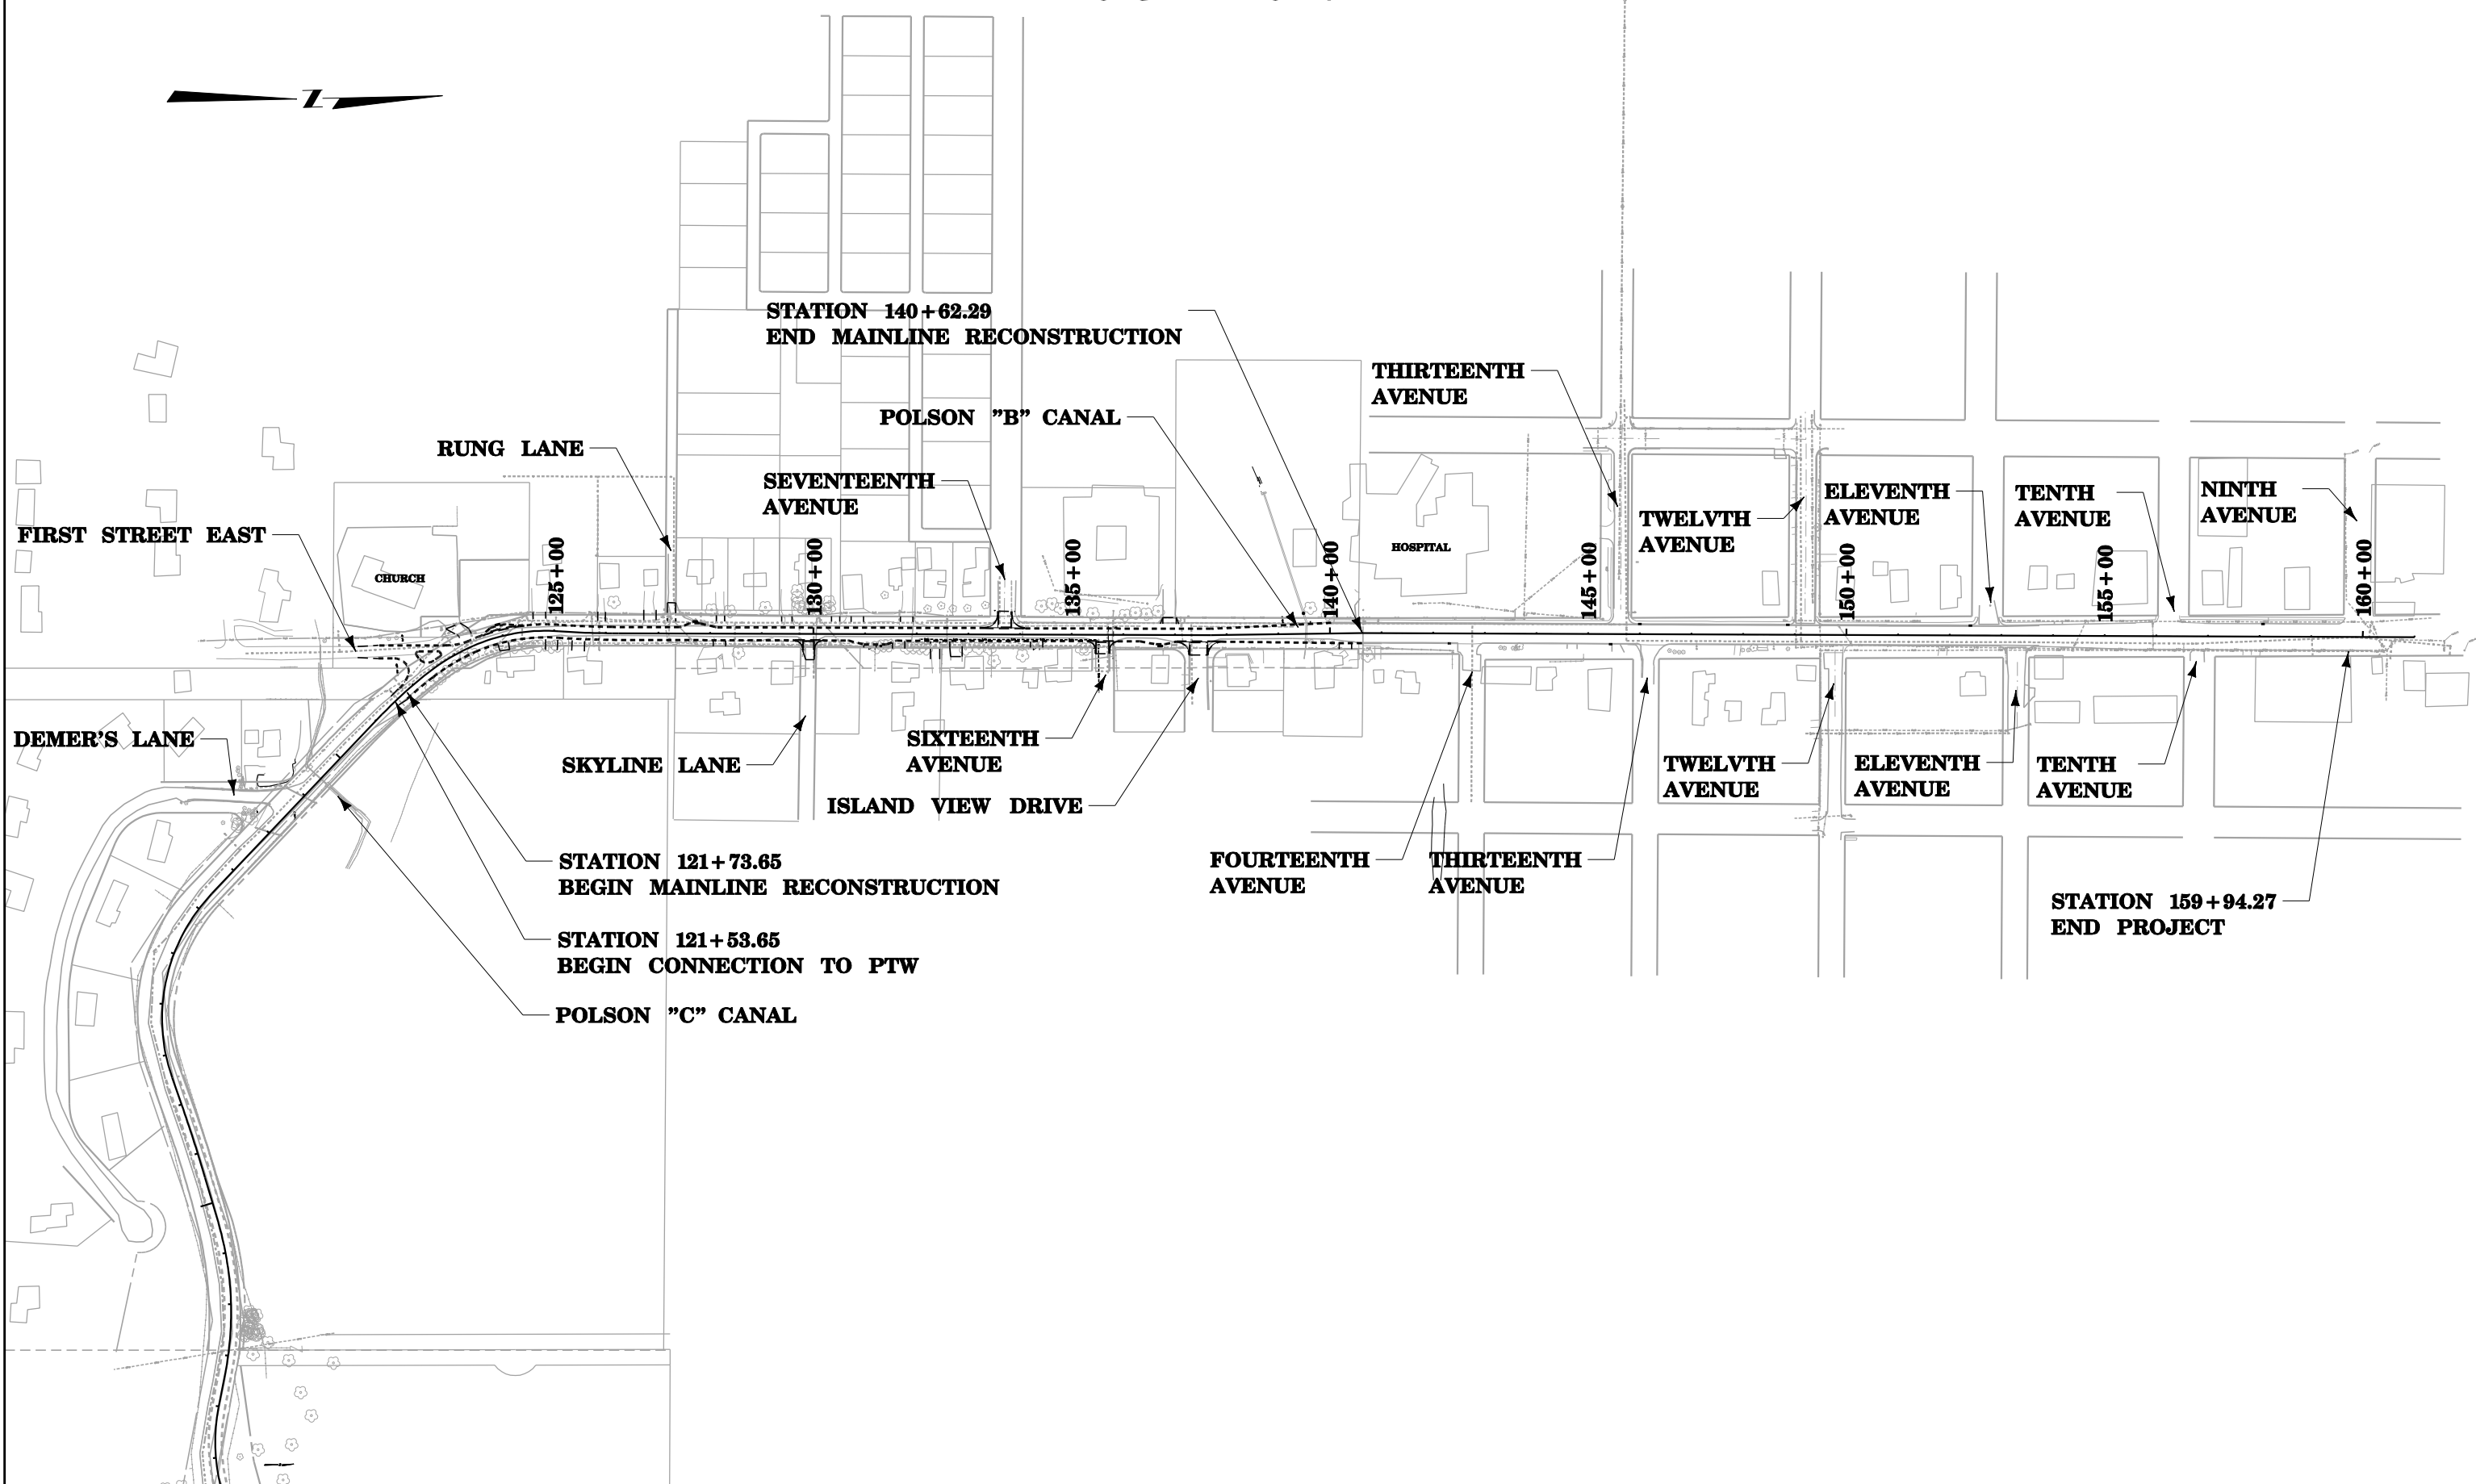 Z
STATION 140+62.29
END MAINLINE RECONSTRUCTION
THIRTEENTH
AVENUE
POLSON "B" CANAL
RUNG LANE
SEVENTEENTH
AVENUE
ELEVENTH
AVENUE
TENTH
AVENUE
NINTH
AVENUE
TWELVTH
AVENUE
FIRST STREET EAST
HOSPITAL
CHURCH
125+00
130+00
135+00
140+00
145+00
150+00
155+00
160+00
DEMER'S LANE
SKYLINE LANE
SIXTEENTH
AVENUE
ISLAND VIEW DRIVE
TWELVTH
AVENUE
ELEVENTH
AVENUE
TENTH
AVENUE
FOURTEENTH
AVENUE
THIRTEENTH
AVENUE
STATION 121+73.65
BEGIN MAINLINE RECONSTRUCTION
STATION 159+94.27
END PROJECT
STATION 121+53.65
BEGIN CONNECTION TO PTW
POLSON "C" CANAL